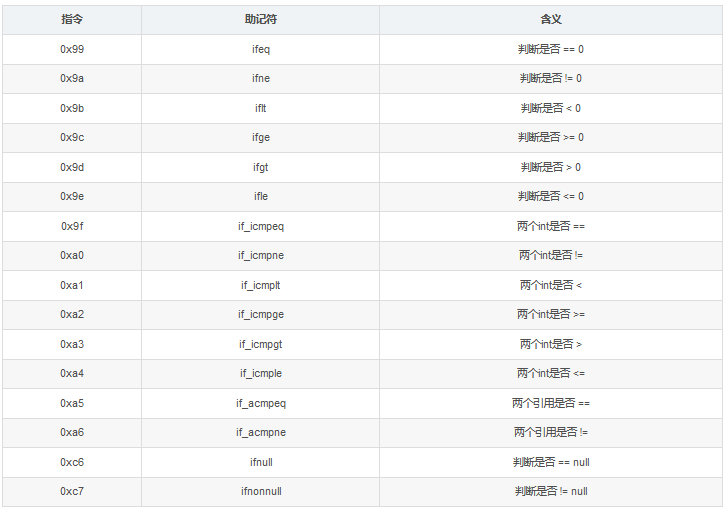 指令 助记符 含义
0x99 ifeq 判断是否 == 0
0x9a ifne 判断是否 != 0
0x9b iflt 判断是否 < 0
0x9c ifge 判断是否 >= 0
0x9d ifgt 判断是否 > 0
0x9e ifle 判断是否 <= 0
0x9f if_icmpeq 两个int是否 ==
0xa0 if_icmpne 两个int是否 !=
0xa1 if_icmplt 两个int是否 <
0xa2 if_icmpge 两个int是否 >=
0xa3 if_icmpgt 两个int是否 >
0xa4 if_icmple 两个int是否 <=
0xa5 if_acmpeq 两个引用是否 ==
0xa6 if_acmpne 两个引用是否 !=
0xc6 ifnull 判断是否 == null
0xc7 ifnonnull 判断是否 != null